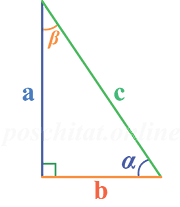 β
a
c
poschitat.online
α
b